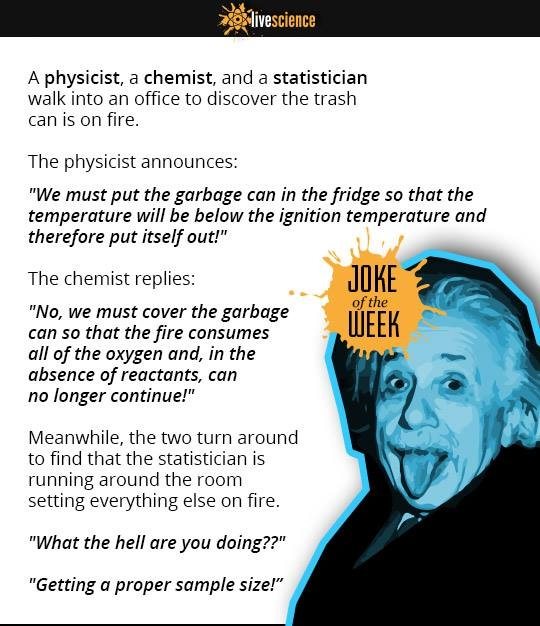 livescience
A physicist, a chemist, and a statistician
walk into an office to discover the trash
can is on fire.
The physicist announces:
"We must put the garbage can in the fridge so that the
temperature will be below the ignition temperature and
therefore put itself out!"
The chemist replies:
"No, we must cover the garbage
can so that the fire consumes
all of the oxygen and, in the
absence of reactants, can
no longer continue!"
JOKE
of the
WEEK
Meanwhile, the two turn around
to find that the statistician is
running around the room
setting everything else on fire.
"What the hell are you doing??"
"Getting a proper sample size!”